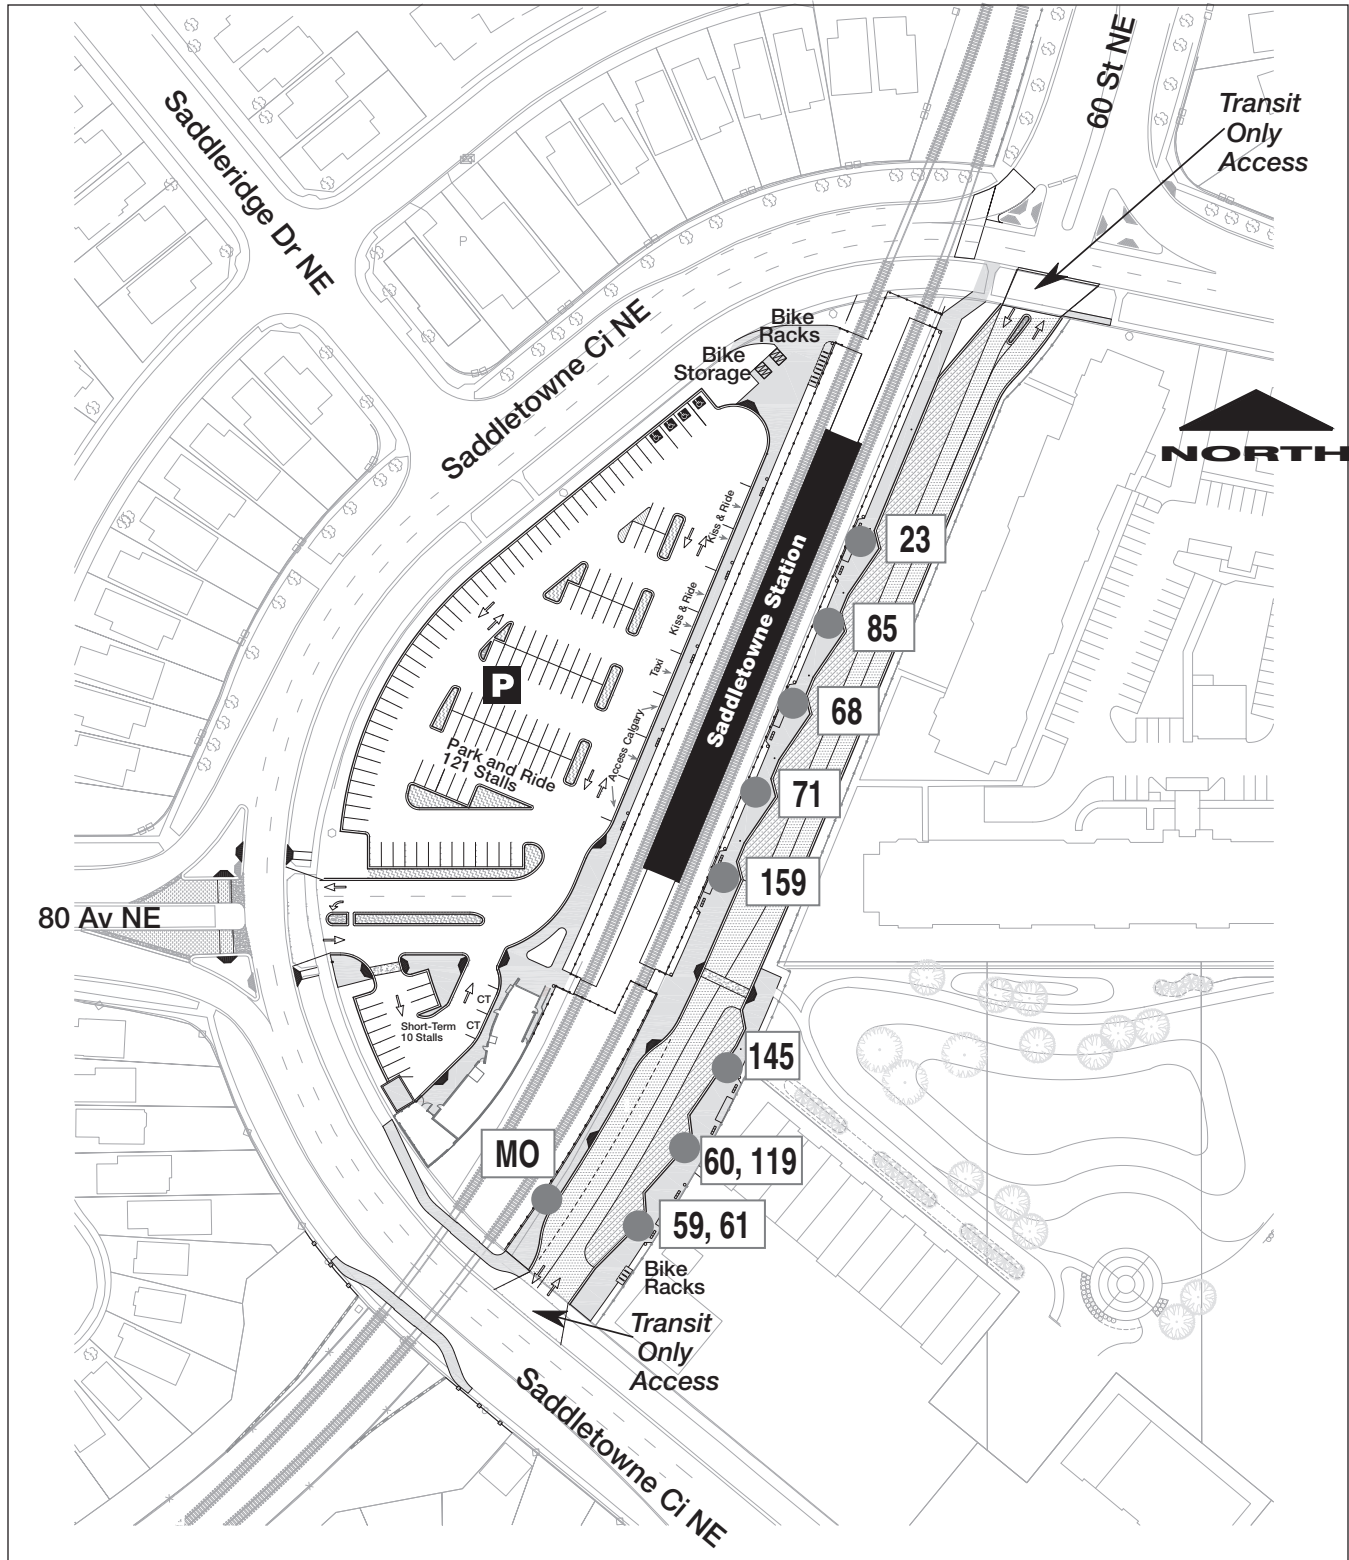 60 St NE
Transit
Only
Access
Saddleridge Dr NE
P
Saddletowne Ci NE
Bike
Racks
Bike
Storage
NORTH
Kiss & Ride
23
Kiss & Ride
85
Taxi
Saddletowne Station
P
68
Access Calgary
Park and Ride
121 Stalls
71
159
80 Av NE
CT
CT
Short-Term
10 Stalls
145
MO
60, 119
59, 61
Bike
Racks
Transit
Only
Access
Saddletowne Ci NE